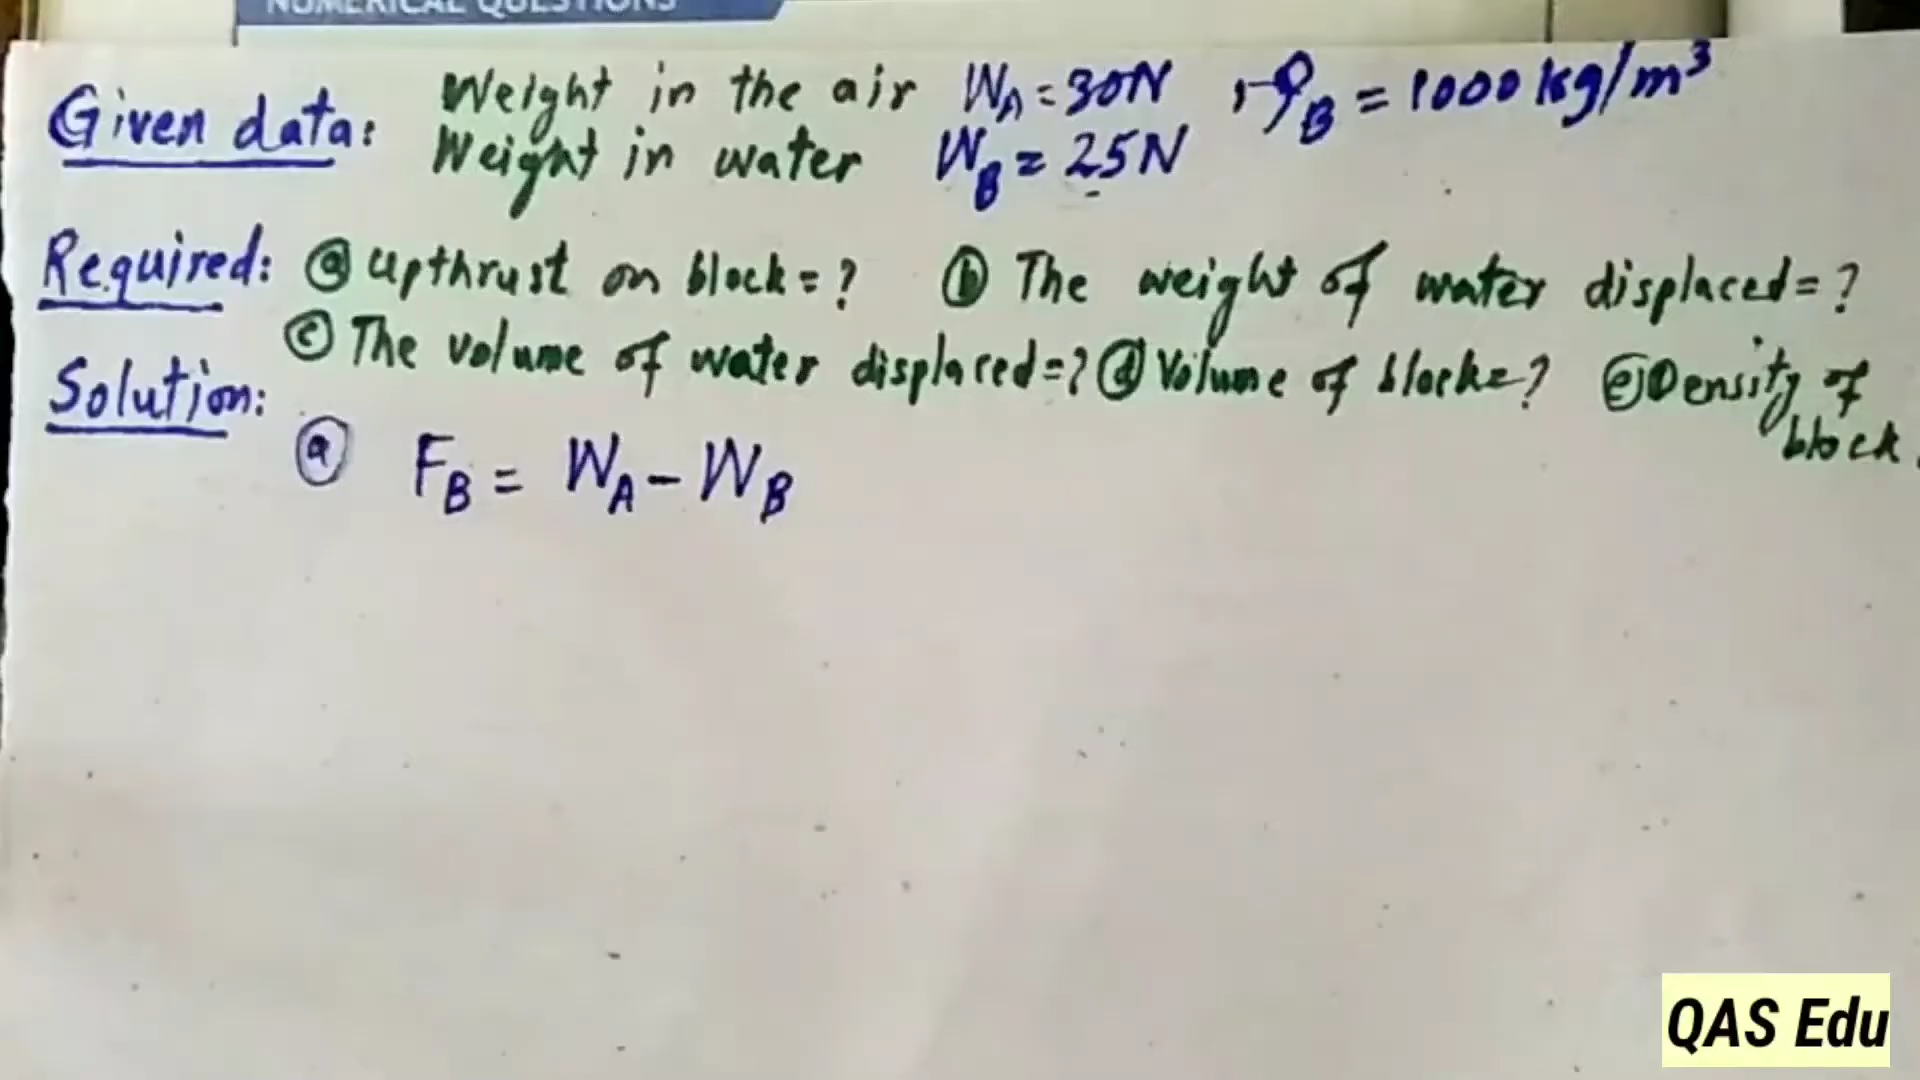 NUMERICAL QUESTIONS
Given data: Weight in the air W_A = 30N , ρ_B = 1000 kg/m³
Weight in water W_B = 25N
Required: ⓐ Upthrust on block = ? ⓑ The weight of water displaced = ?
ⓒ The volume of water displaced = ? ⓓ Volume of block = ? ⓔ Density of
block.
Solution:
ⓐ F_B = W_A - W_B
QAS Edu